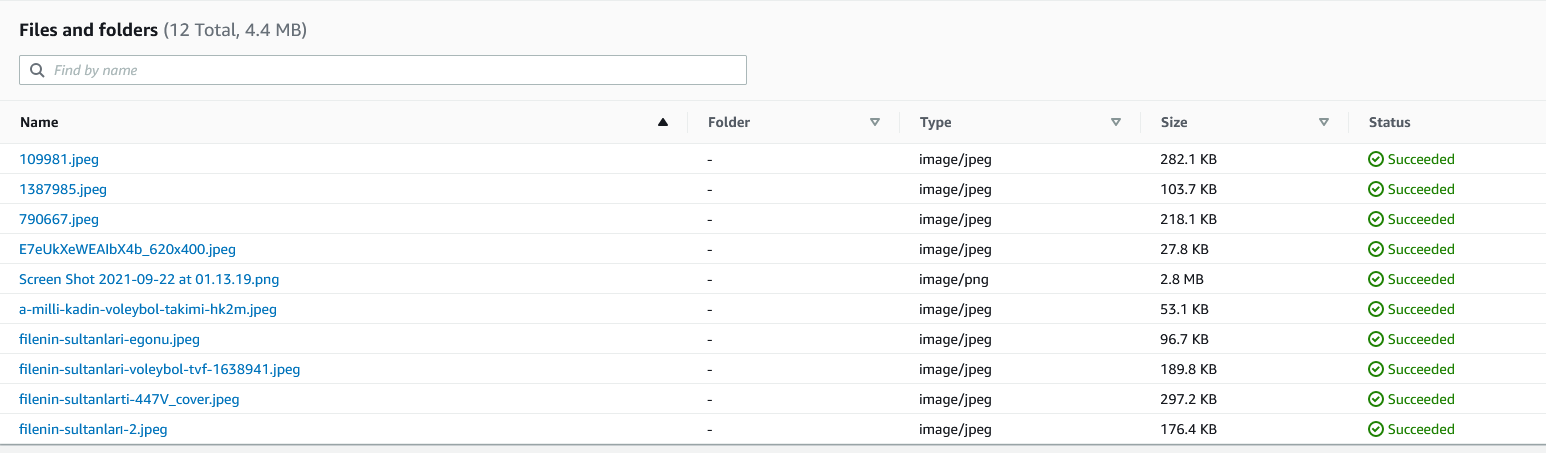 Files and folders (12 Total, 4.4 MB)
Find by name
Name Folder Type Size Status
109981.jpeg - image/jpeg 282.1 KB Succeeded
1387985.jpeg - image/jpeg 103.7 KB Succeeded
790667.jpeg - image/jpeg 218.1 KB Succeeded
E7eUkXeWEAIbX4b_620x400.jpeg - image/jpeg 27.8 KB Succeeded
Screen Shot 2021-09-22 at 01.13.19.png - image/png 2.8 MB Succeeded
a-milli-kadin-voleybol-takimi-hk2m.jpeg - image/jpeg 53.1 KB Succeeded
filenin-sultanlari-egonu.jpeg - image/jpeg 96.7 KB Succeeded
filenin-sultanlari-voleybol-tvf-1638941.jpeg - image/jpeg 189.8 KB Succeeded
filenin-sultanlarti-447V_cover.jpeg - image/jpeg 297.2 KB Succeeded
filenin-sultanları-2.jpeg - image/jpeg 176.4 KB Succeeded